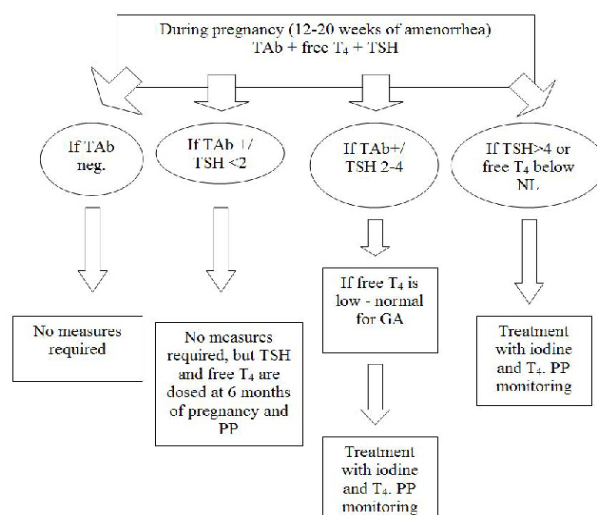 During pregnancy (12-20 weeks of amenorrhea)
TAb + free T₄ + TSH
If TAb
neg.
If TAb +/
TSH <2
If TAb+/
TSH 2-4
If TSH>4 or
free T₄ below
NL
No measures
required
No measures
required, but TSH
and free T₄ are
dosed at 6 months
of pregnancy and
PP
If free T₄ is
low - normal
for GA
Treatment
with iodine
and T₄. PP
monitoring
Treatment
with iodine
and T₄. PP
monitoring